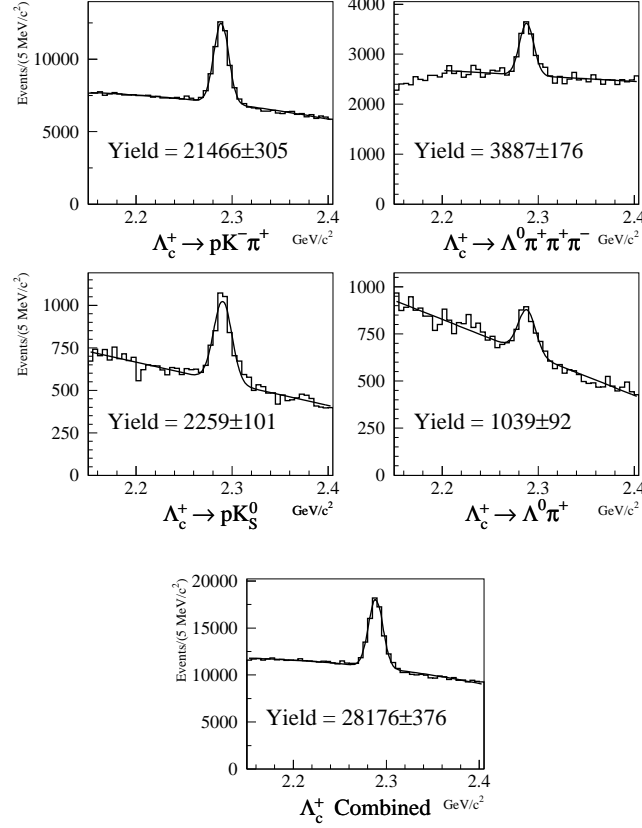 Events/(5 MeV/c²)
10000
5000
0
Yield = 21466±305
2.2 2.3 2.4
Λc⁺ → pK⁻π⁺ GeV/c²
4000
3000
2000
1000
0
Yield = 3887±176
2.2 2.3 2.4
Λc⁺ → Λ⁰π⁺π⁺π⁻ GeV/c²
Events/(5 MeV/c²)
1000
750
500
250
0
Yield = 2259±101
2.2 2.3 2.4
Λc⁺ → pKS⁰ GeV/c²
1000
750
500
250
0
Yield = 1039±92
2.2 2.3 2.4
Λc⁺ → Λ⁰π⁺ GeV/c²
Events/(5 MeV/c²)
20000
15000
10000
5000
0
Yield = 28176±376
2.2 2.3 2.4
Λc⁺ Combined GeV/c²